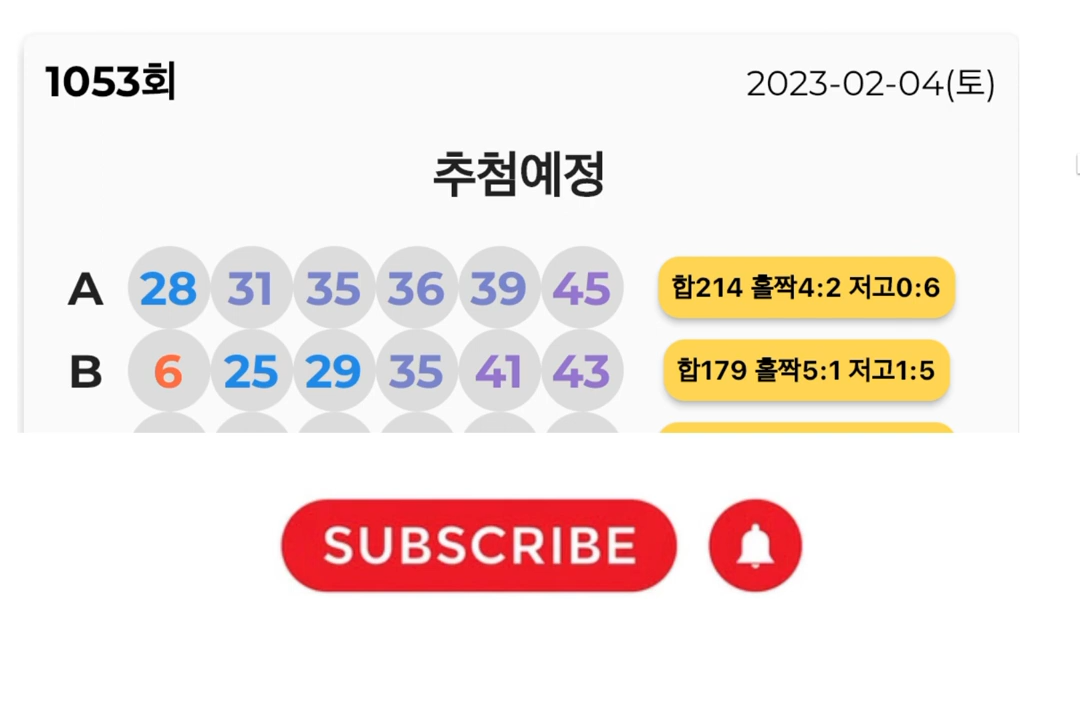 1053회 2023-02-04(토)
추첨예정
A 28 31 35 36 39 45 합214 홀짝4:2 저고0:6
B 6 25 29 35 41 43 합179 홀짝5:1 저고1:5
SUBSCRIBE